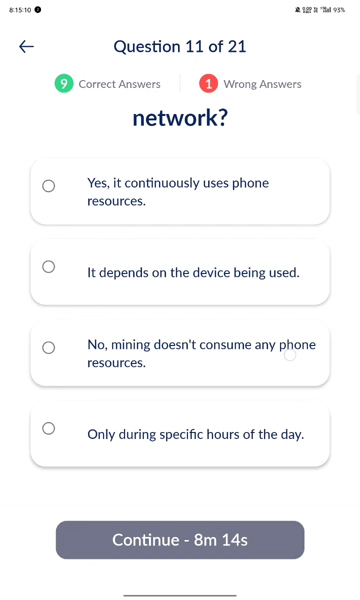 8:15:10
93%
Question 11 of 21
9 Correct Answers
1 Wrong Answers
network?
Yes, it continuously uses phone
resources.
It depends on the device being used.
No, mining doesn't consume any phone
resources.
Only during specific hours of the day.
Continue - 8m 14s